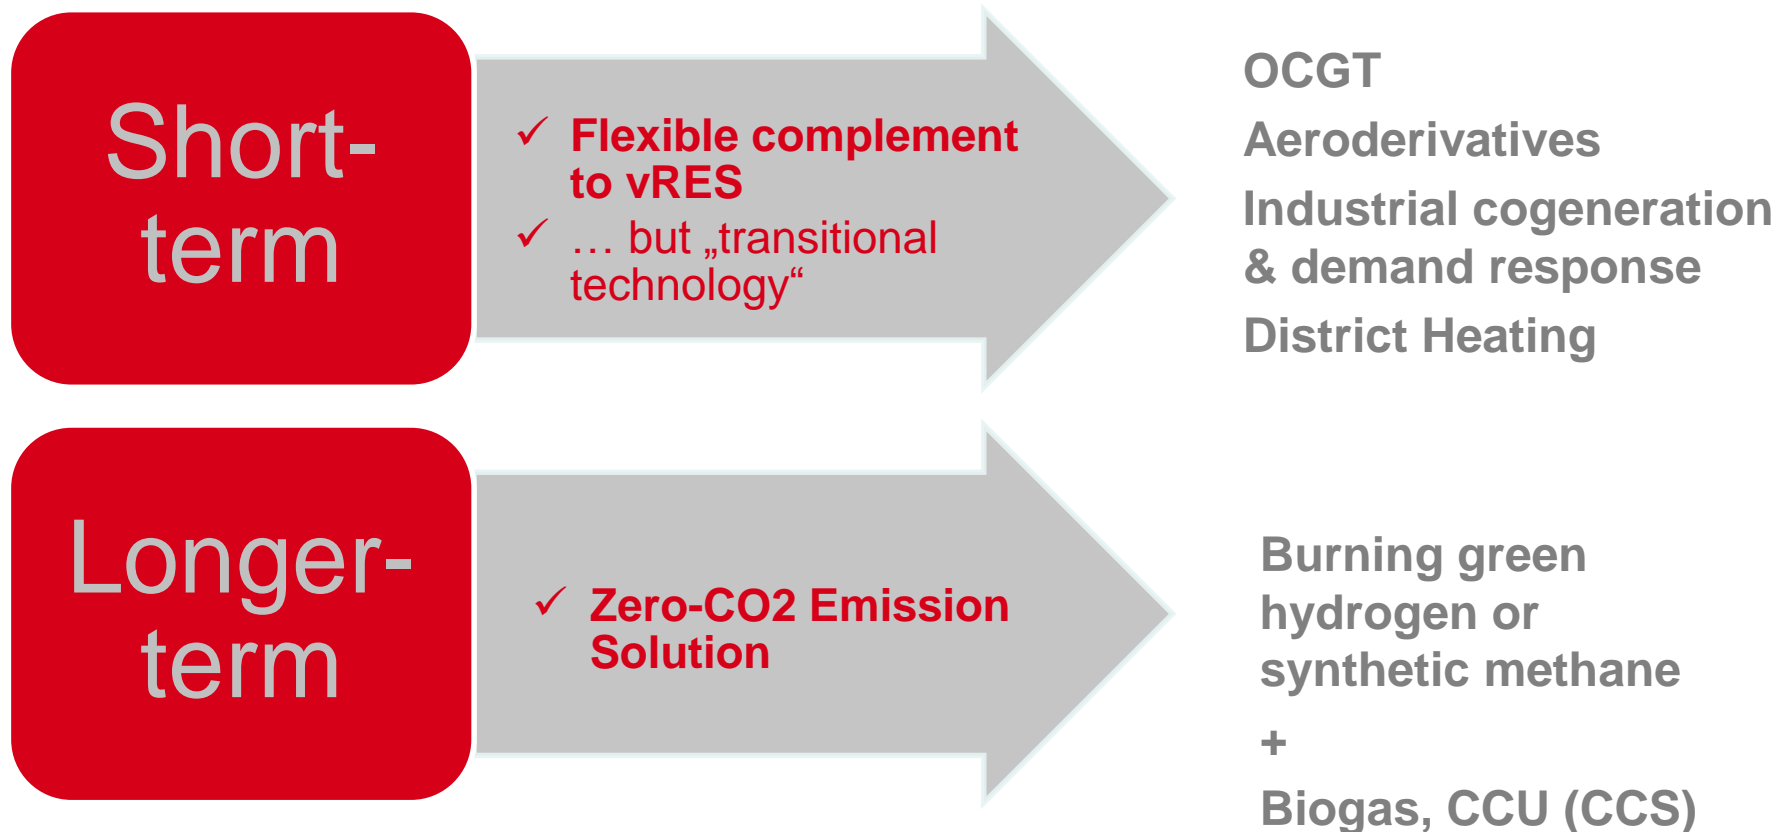 Short-
term
✓ Flexible complement
to vRES
✓ … but „transitional
technology“
OCGT
Aeroderivatives
Industrial cogeneration
& demand response
District Heating
Longer-
term
✓ Zero-CO2 Emission
Solution
Burning green
hydrogen or
synthetic methane
+
Biogas, CCU (CCS)